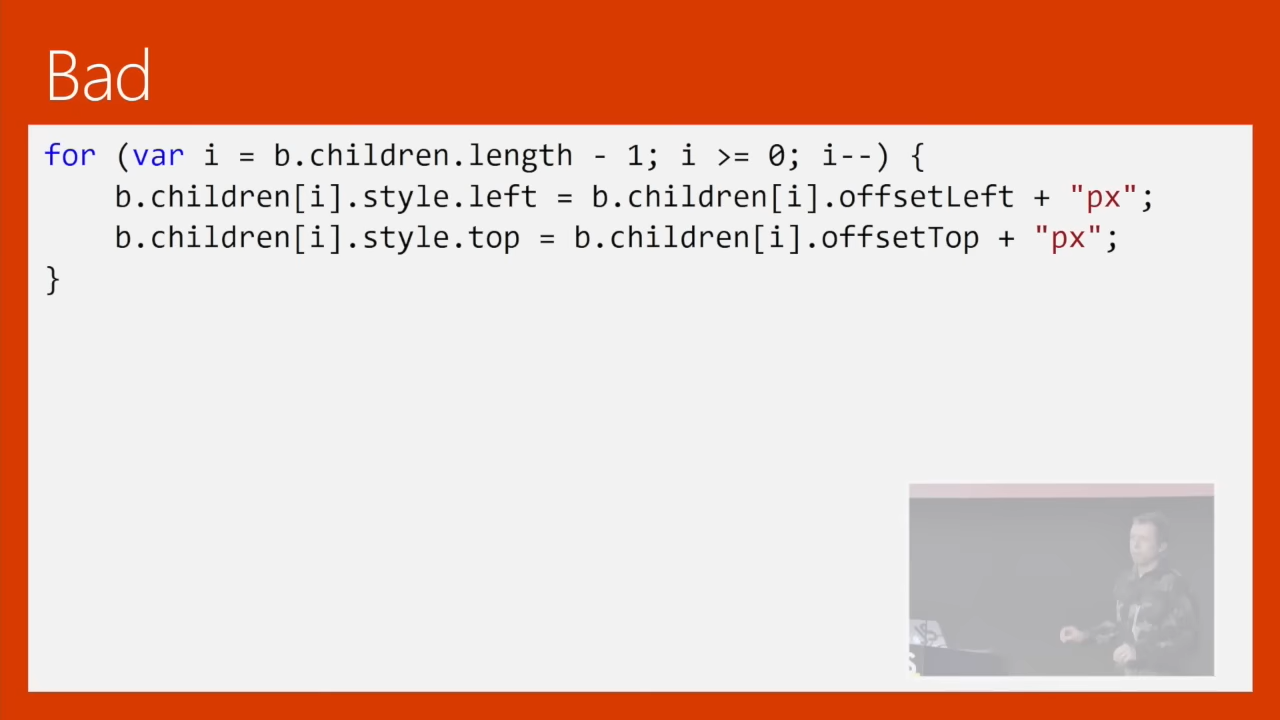 Bad
for (var i = b.children.length - 1; i >= 0; i--) {
    b.children[i].style.left = b.children[i].offsetLeft + "px";
    b.children[i].style.top = b.children[i].offsetTop + "px";
}